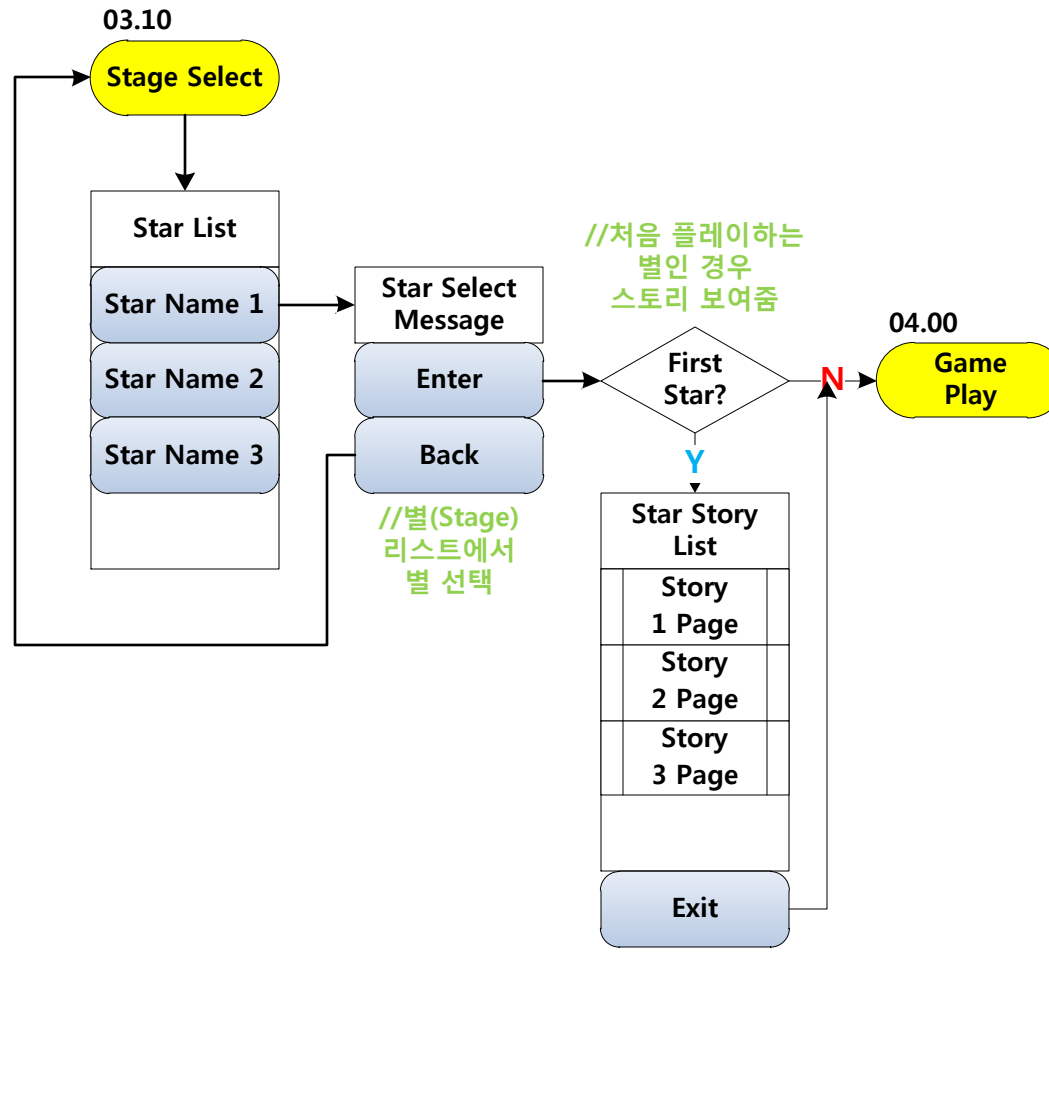 03.10
Stage Select
Star List
Star Name 1
Star Name 2
Star Name 3
Star Select
Message
Enter
Back
//별(Stage)
리스트에서
별 선택
//처음 플레이하는
별인 경우
스토리 보여줌
First
Star?
N
Y
04.00
Game
Play
Star Story
List
Story
1 Page
Story
2 Page
Story
3 Page
Exit